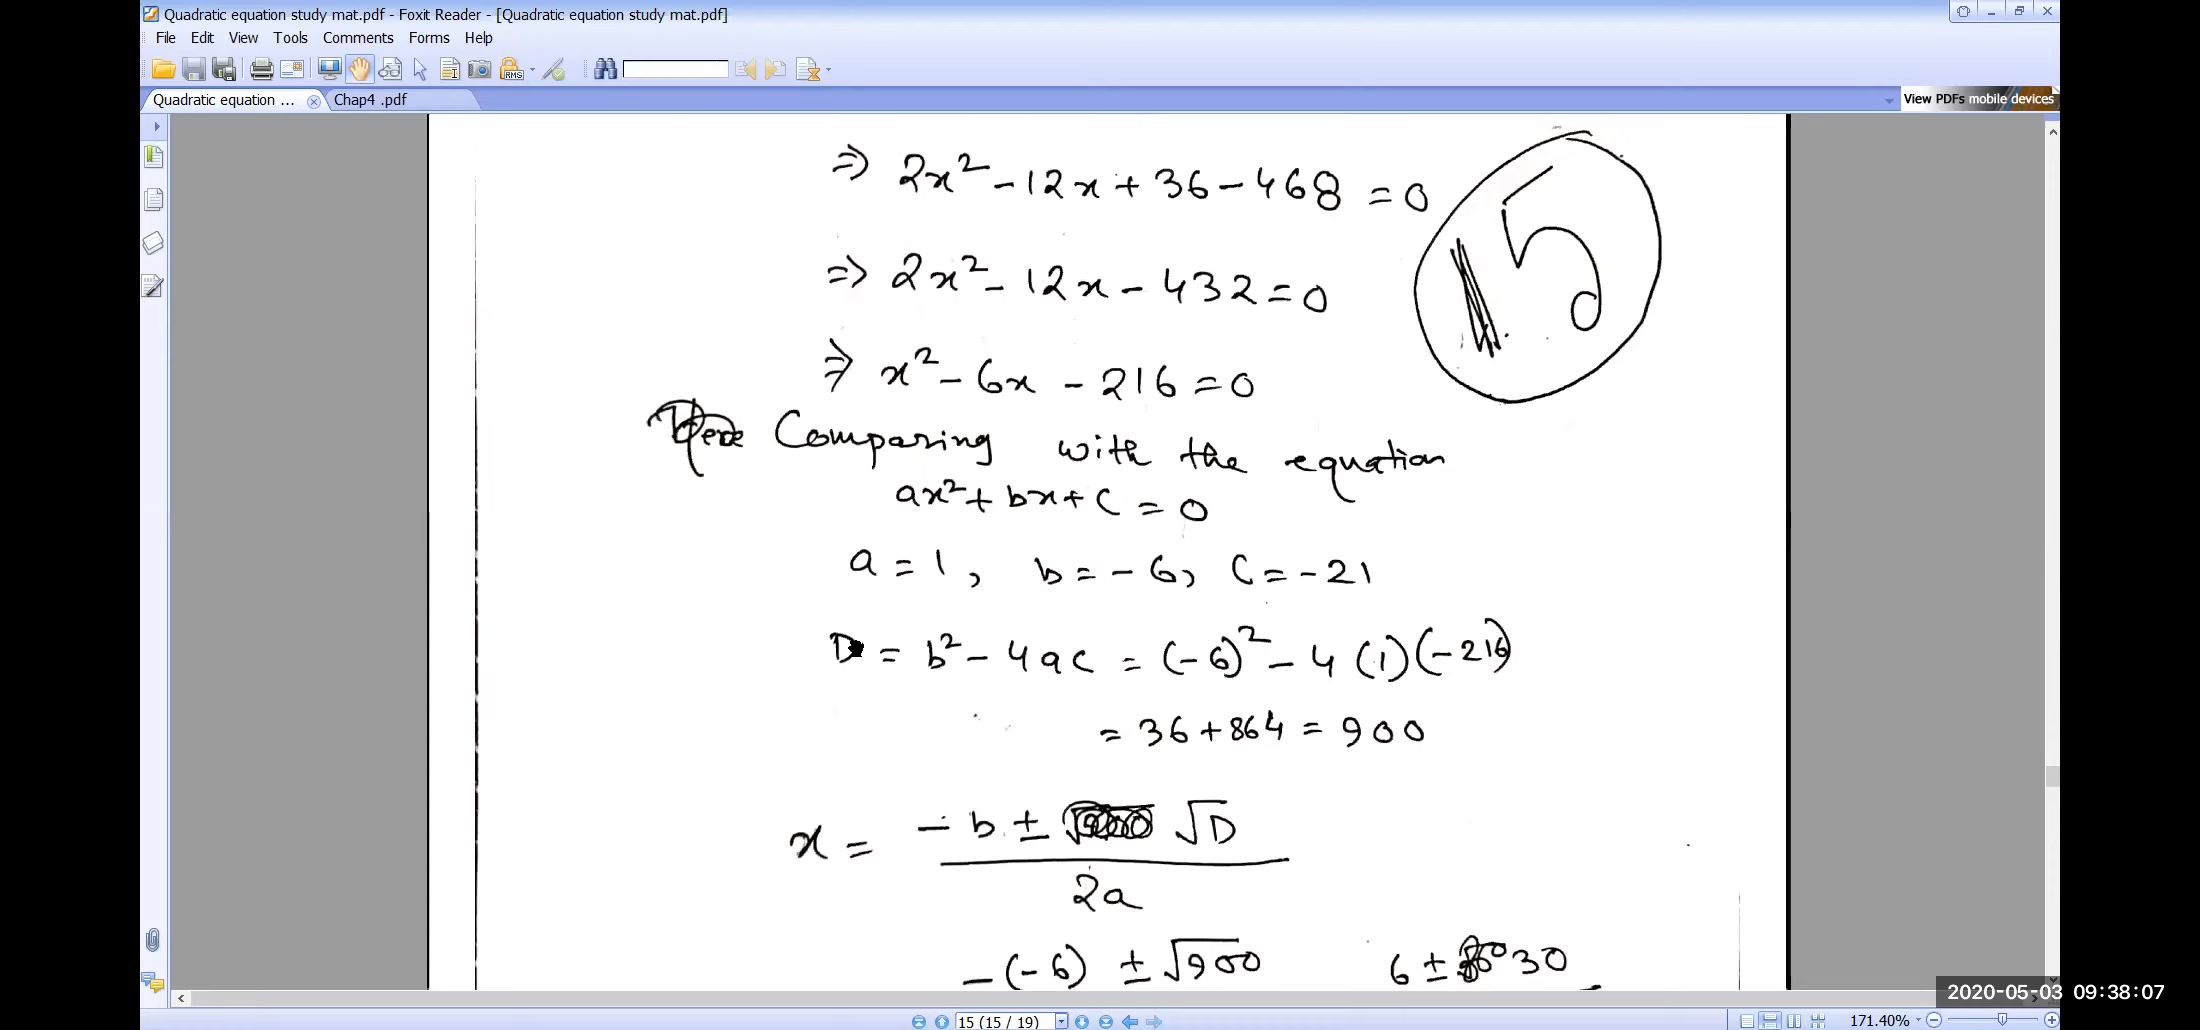 Quadratic equation study mat.pdf - Foxit Reader - [Quadratic equation study mat.pdf]
File Edit View Tools Comments Forms Help
RMS
Quadratic equation ... Chap4 .pdf
View PDFs mobile devices
⇒ 2x² - 12x + 36 - 468 = 0
15
⇒ 2x² - 12x - 432 = 0
⇒ x² - 6x - 216 = 0
Here Comparing with the equation
ax² + bx + c = 0
a = 1, b = - 6, C = - 21
D = b² - 4ac = (-6)² - 4 (1) (-216)
= 36 + 864 = 900
x = (- b ± √D) / 2a
- (-6) ± √900 6 ± 30
2020-05-03 09:38:07
15 (15 / 19) 171.40%